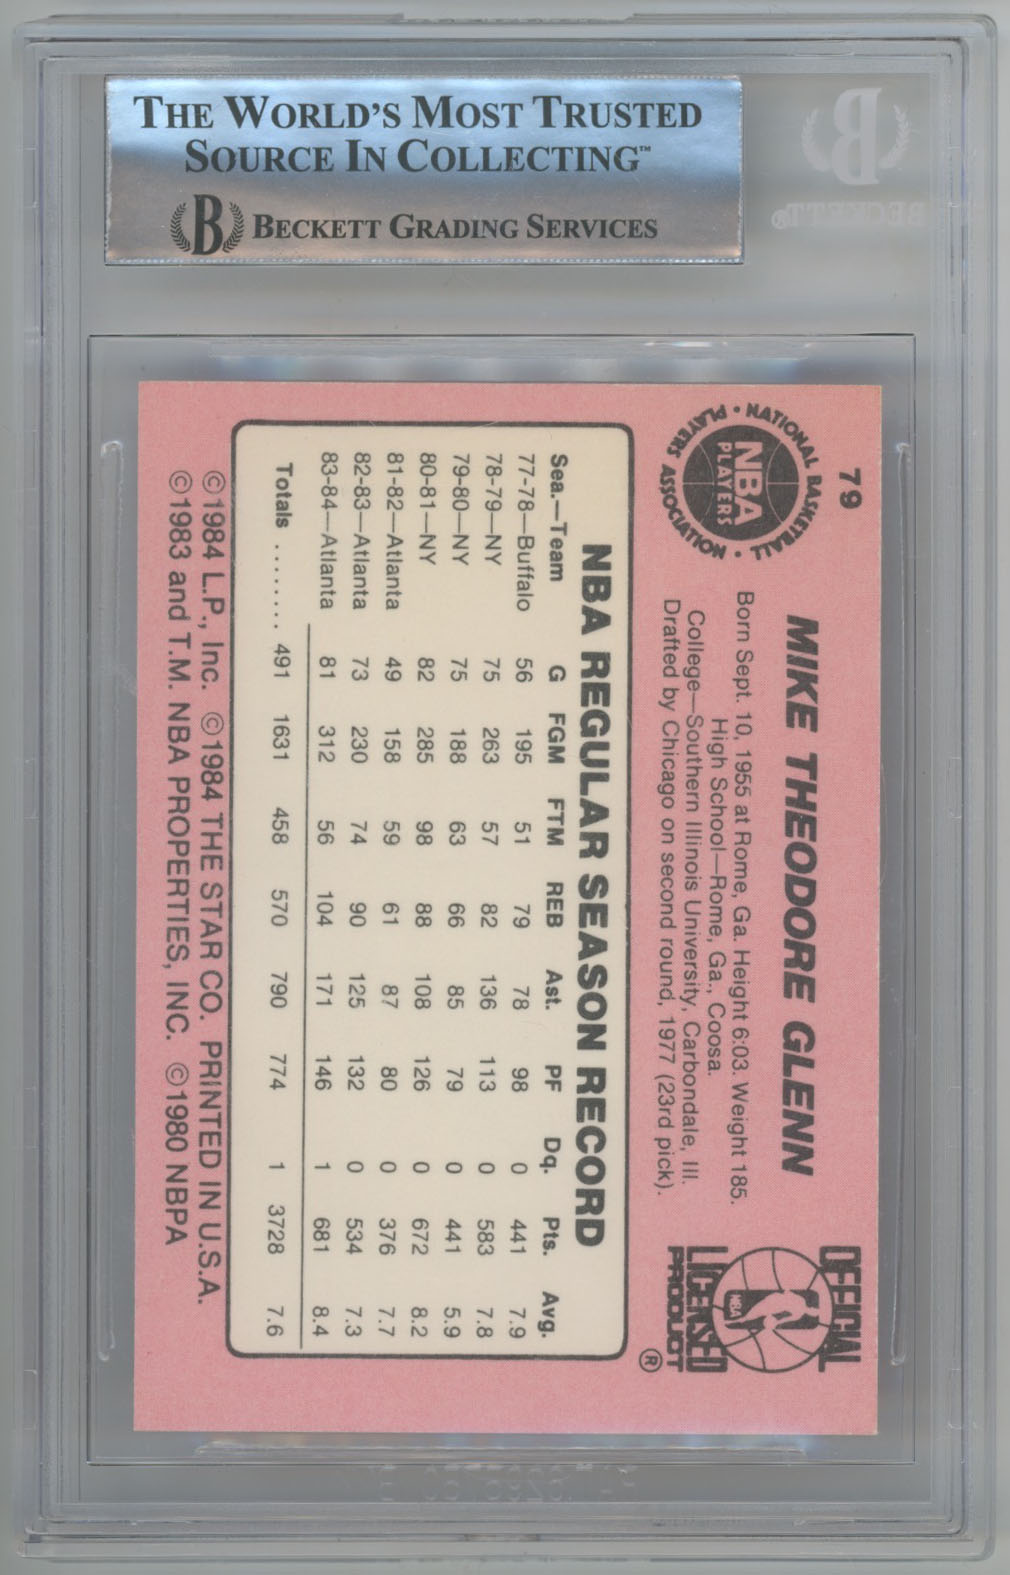 THE WORLD'S MOST TRUSTED
SOURCE IN COLLECTING™
B BECKETT GRADING SERVICES
B
BECKETT®
79
NATIONAL BASKETBALL
PLAYERS ASSOCIATION
NBA
PLAYERS
MIKE THEODORE GLENN
Born Sept. 10, 1955 at Rome, Ga. Height 6:03. Weight 185.
High School—Rome, Ga., Coosa.
College—Southern Illinois University, Carbondale, Ill.
Drafted by Chicago on second round, 1977 (23rd pick).
OFFICIAL
NBA
LICENSED
PRODUCT
®
NBA REGULAR SEASON RECORD
Sea.—Team G FGM FTM REB Ast. PF Dq. Pts. Avg.
77-78—Buffalo 56 195 51 79 78 98 0 441 7.9
78-79—NY 75 263 57 82 136 113 0 583 7.8
79-80—NY 75 188 63 66 85 79 0 441 5.9
80-81—NY 82 285 98 88 108 126 0 672 8.2
81-82—Atlanta 49 158 59 61 87 80 0 376 7.7
82-83—Atlanta 73 230 74 90 125 132 0 534 7.3
83-84—Atlanta 81 312 56 104 171 146 1 681 8.4
Totals ........ 491 1631 458 570 790 774 1 3728 7.6
©1984 L.P., Inc. ©1984 THE STAR CO. PRINTED IN U.S.A.
©1983 and T.M. NBA PROPERTIES, INC. ©1980 NBPA